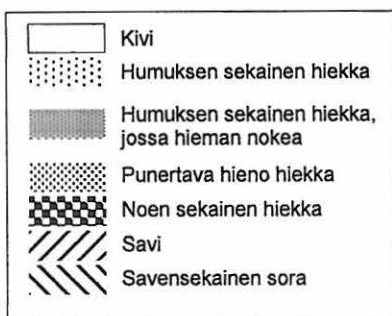 Kivi
Humuksen sekainen hiekka
Humuksen sekainen hiekka,
jossa hieman nokea
Punertava hieno hiekka
Noen sekainen hiekka
Savi
Savensekainen sora